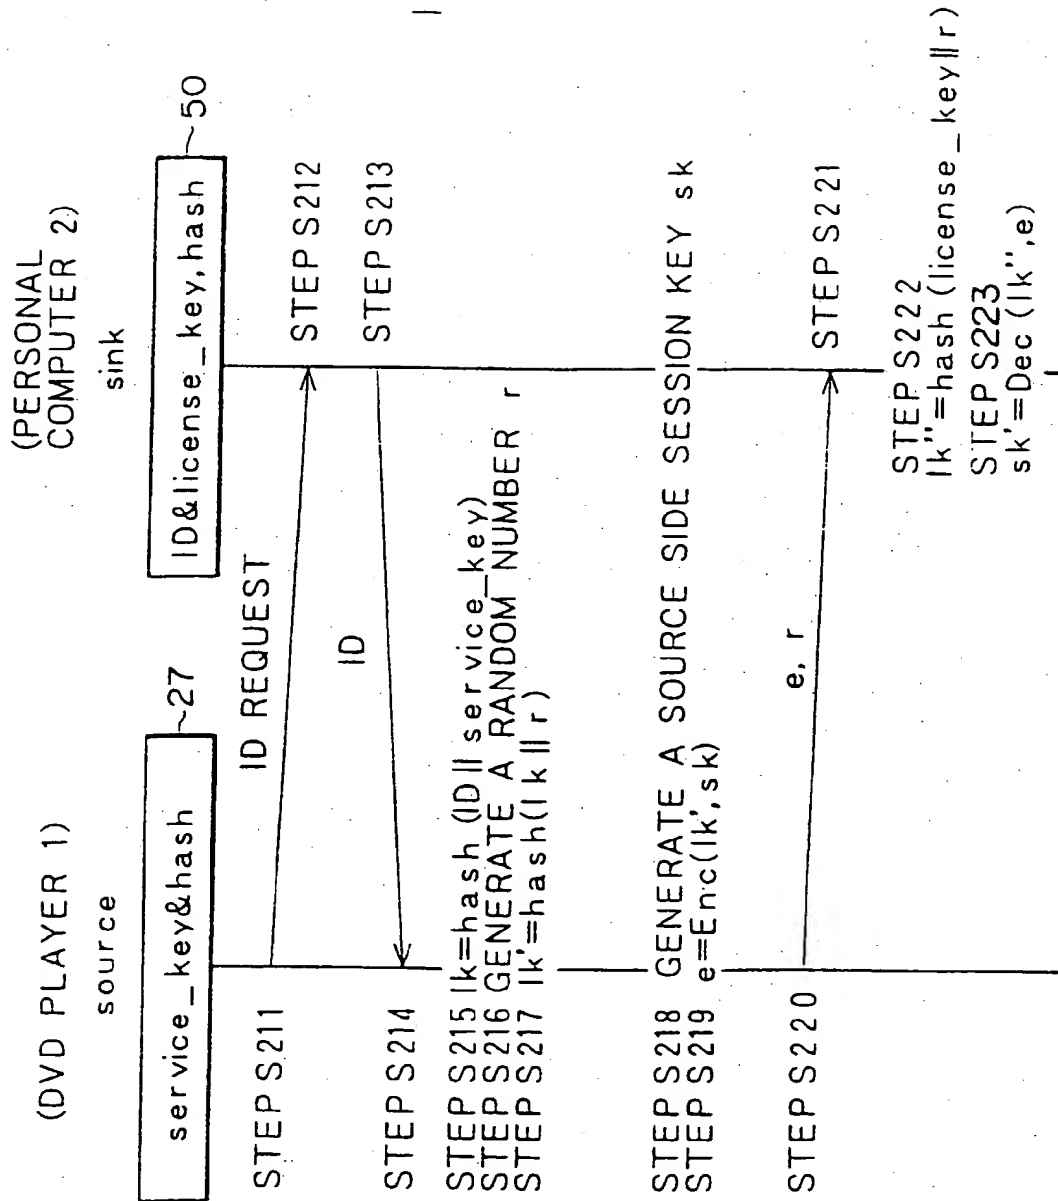 (DVD PLAYER 1)
source
service_key&hash
~27
(PERSONAL
COMPUTER 2)
sink
ID&license_key,hash
~50
STEP S211
ID REQUEST
STEP S212
ID
STEP S213
STEP S214
STEP S215 lk=hash (ID || service_key)
STEP S216 GENERATE A RANDOM NUMBER r
STEP S217 lk'=hash(lk || r)
STEP S218 GENERATE A SOURCE SIDE SESSION KEY sk
STEP S219 e=Enc(lk',sk)
STEP S220
e, r
STEP S221
STEP S222
lk''=hash (license_key || r)
STEP S223
sk'=Dec (lk'',e)